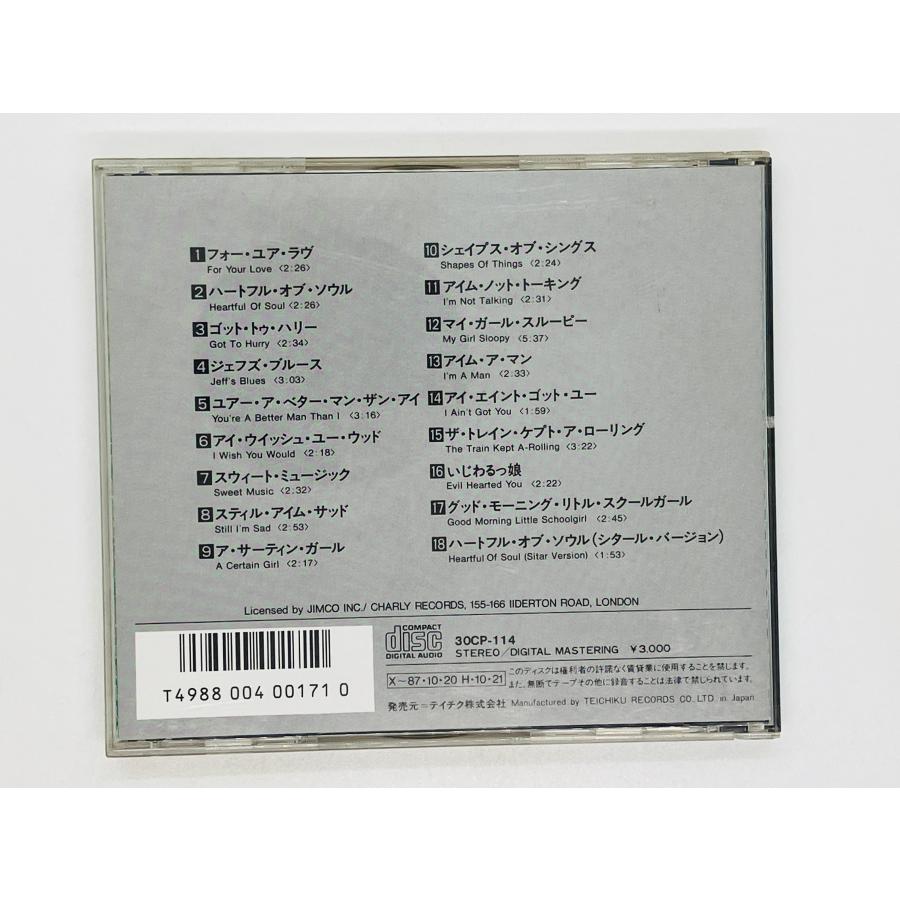 1 フォー・ユア・ラヴ
For Your Love 〈2:26〉
2 ハートフル・オブ・ソウル
Heartful Of Soul 〈2:26〉
3 ゴット・トゥ・ハリー
Got To Hurry 〈2:34〉
4 ジェフズ・ブルース
Jeff's Blues 〈3:03〉
5 ユアー・ア・ベター・マン・ザン・アイ
You're A Better Man Than I 〈3:16〉
6 アイ・ウイッシュ・ユー・ウッド
I Wish You Would 〈2:18〉
7 スウィート・ミュージック
Sweet Music 〈2:32〉
8 スティル・アイム・サッド
Still I'm Sad 〈2:53〉
9 ア・サーティン・ガール
A Certain Girl 〈2:17〉
10 シェイプス・オブ・シングス
Shapes Of Things 〈2:24〉
11 アイム・ノット・トーキング
I'm Not Talking 〈2:31〉
12 マイ・ガール・スルーピー
My Girl Sloopy 〈5:37〉
13 アイム・ア・マン
I'm A Man 〈2:33〉
14 アイ・エイント・ゴット・ユー
I Ain't Got You 〈1:59〉
15 ザ・トレイン・ケプト・ア・ローリング
The Train Kept A-Rolling 〈3:22〉
16 いじわるっ娘
Evil Hearted You 〈2:22〉
17 グッド・モーニング・リトル・スクールガール
Good Morning Little Schoolgirl 〈2:45〉
18 ハートフル・オブ・ソウル(シタール・バージョン)
Heartful Of Soul (Sitar Version) 〈1:53〉
Licensed by JIMCO INC./ CHARLY RECORDS, 155-166 IIDERTON ROAD, LONDON
T4988 004 00171 0
COMPACT
disc
DIGITAL AUDIO
30CP-114
STEREO/DIGITAL MASTERING ￥3,000
X～87・10・20 H・10・21
このディスクは権利者の許諾なく賃貸業に使用することを禁じます。
また、無断でテープその他に録音することは法律で禁じられています。
発売元=テイチク株式会社 Manufactured by TEICHIKU RECORDS CO., LTD. in Japan